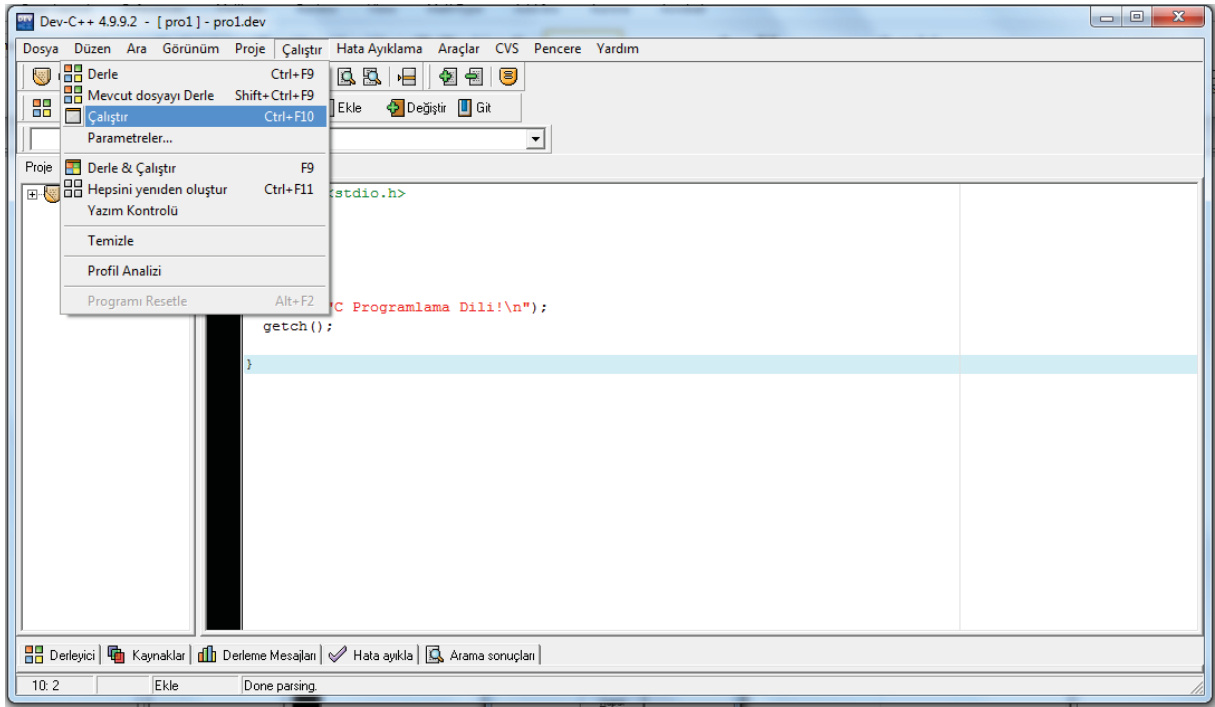 Dev-C++ 4.9.9.2 - [ pro1 ] - pro1.dev
Dosya Düzen Ara Görünüm Proje Çalıştır Hata Ayıklama Araçlar CVS Pencere Yardım
Derle Ctrl+F9
Mevcut dosyayı Derle Shift+Ctrl+F9
Ekle Değiştir Git
Çalıştır Ctrl+F10
Parametreler...
Proje
Derle & Çalıştır F9
Hepsini yenıden oluştur Ctrl+F11
<stdio.h>
Yazım Kontrolü
Temizle
Profil Analizi
Programı Resetle Alt+F2
"C Programlama Dili!\n");
getch();
}
Derleyici Kaynaklar Derleme Mesajları Hata ayıkla Arama sonuçları
10: 2 Ekle Done parsing.